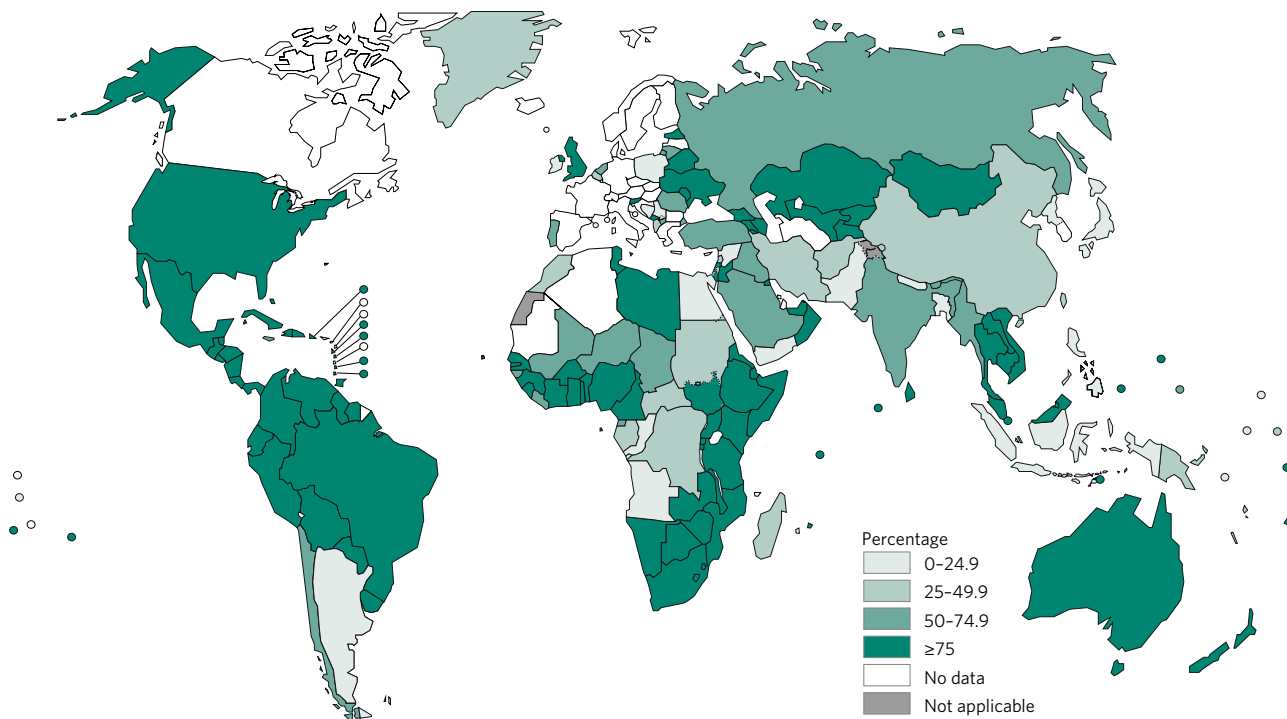 Percentage
0–24.9
25–49.9
50–74.9
≥75
No data
Not applicable